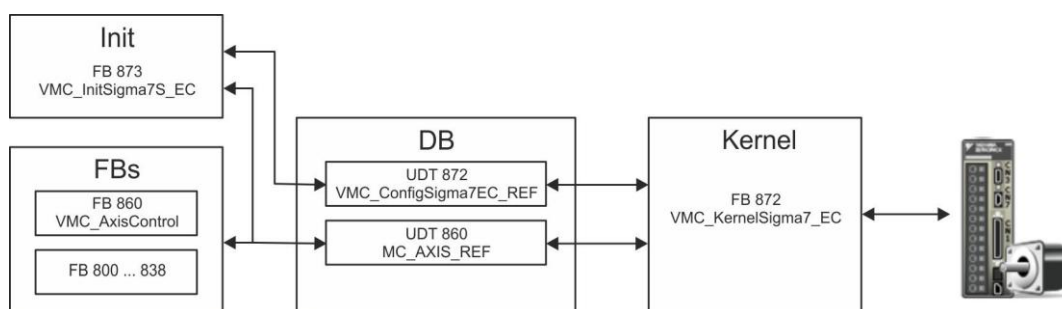 Init
FB 873
VMC_InitSigma7S_EC
FBs
FB 860
VMC_AxisControl
FB 800 ... 838
DB
UDT 872
VMC_ConfigSigma7EC_REF
UDT 860
MC_AXIS_REF
Kernel
FB 872
VMC_KernelSigma7_EC